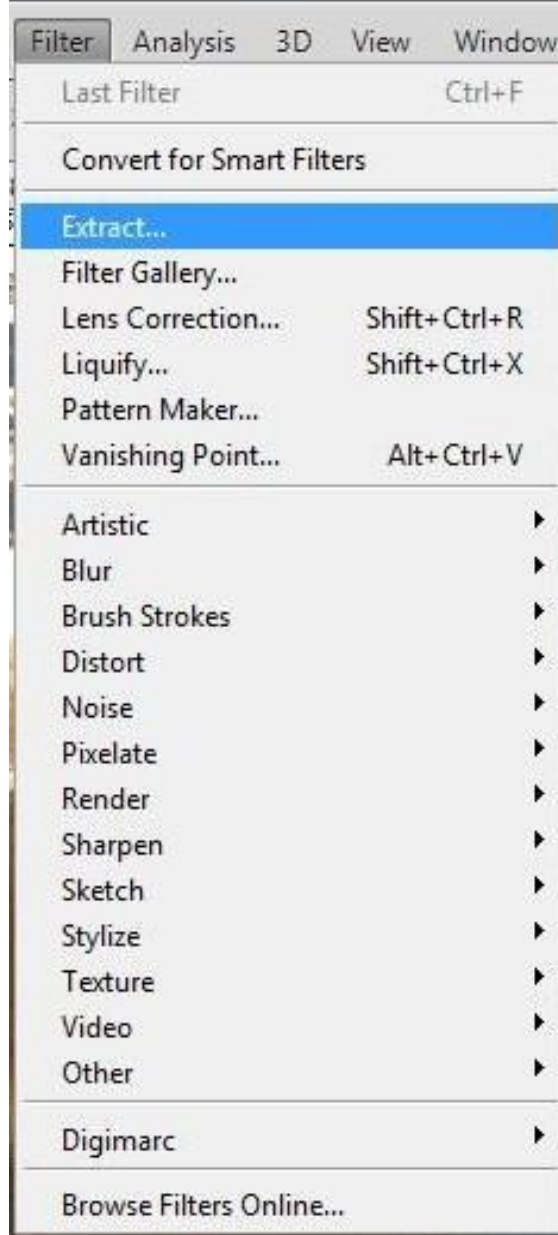 Filter Analysis 3D View Window
Last Filter Ctrl+F
Convert for Smart Filters
Extract...
Filter Gallery...
Lens Correction... Shift+Ctrl+R
Liquify... Shift+Ctrl+X
Pattern Maker...
Vanishing Point... Alt+Ctrl+V
Artistic
Blur
Brush Strokes
Distort
Noise
Pixelate
Render
Sharpen
Sketch
Stylize
Texture
Video
Other
Digimarc
Browse Filters Online...